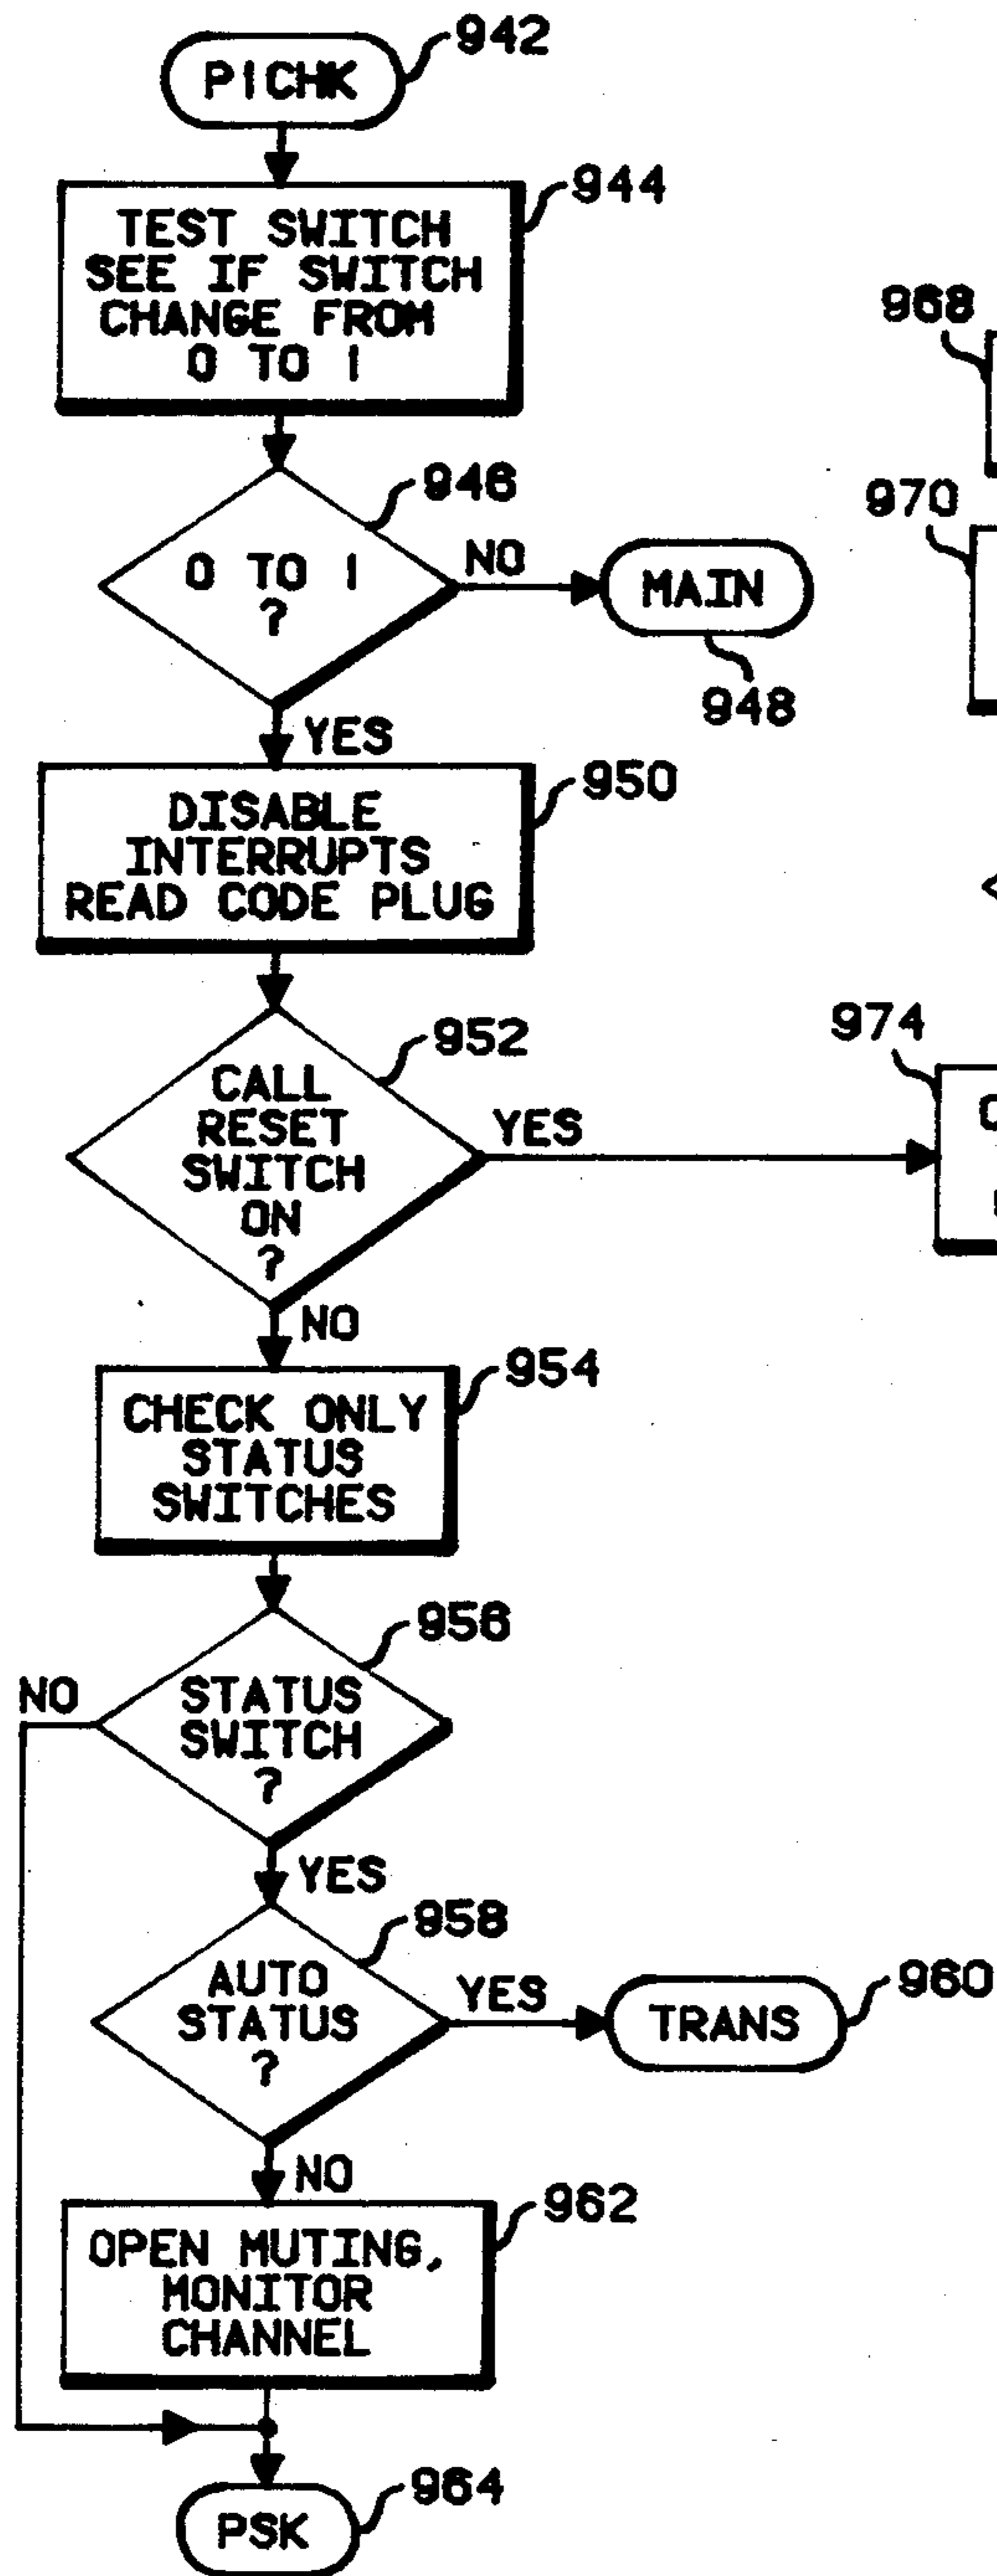 942
PICHK
944
TEST SWITCH
SEE IF SWITCH
CHANGE FROM
0 TO 1
946
0 TO 1
?
NO
MAIN
948
YES
950
DISABLE
INTERRUPTS
READ CODE PLUG
952
CALL
RESET
SWITCH
ON
?
YES
NO
954
CHECK ONLY
STATUS
SWITCHES
956
NO
STATUS
SWITCH
?
YES
958
AUTO
STATUS
?
YES
TRANS
960
NO
962
OPEN MUTING,
MONITOR
CHANNEL
PSK
964
968
970
974